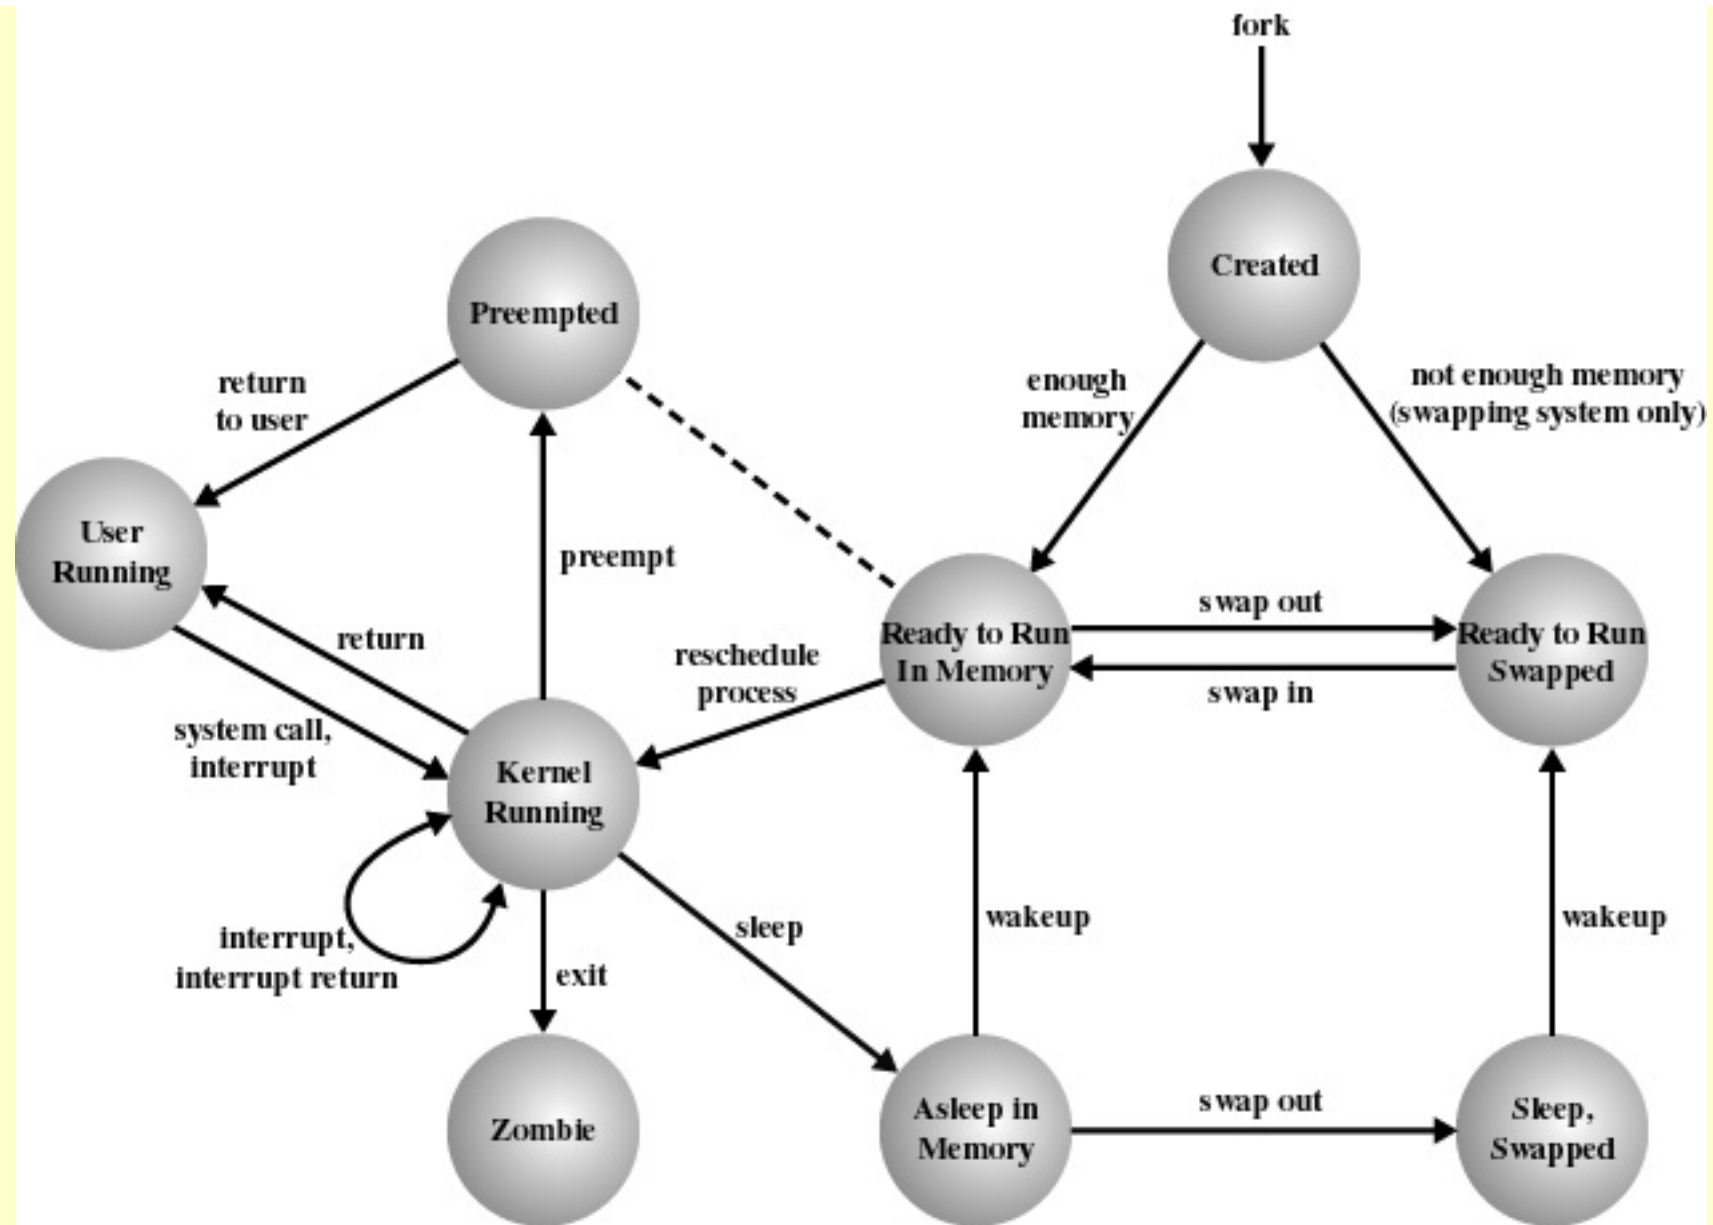 fork
Created
Preempted
enough
memory
not enough memory
(swapping system only)
return
to user
User
Running
preempt
return
reschedule
process
Ready to Run
In Memory
swap out
swap in
Ready to Run
Swapped
system call,
interrupt
Kernel
Running
interrupt,
interrupt return
sleep
exit
wakeup
wakeup
Zombie
Asleep in
Memory
swap out
Sleep,
Swapped